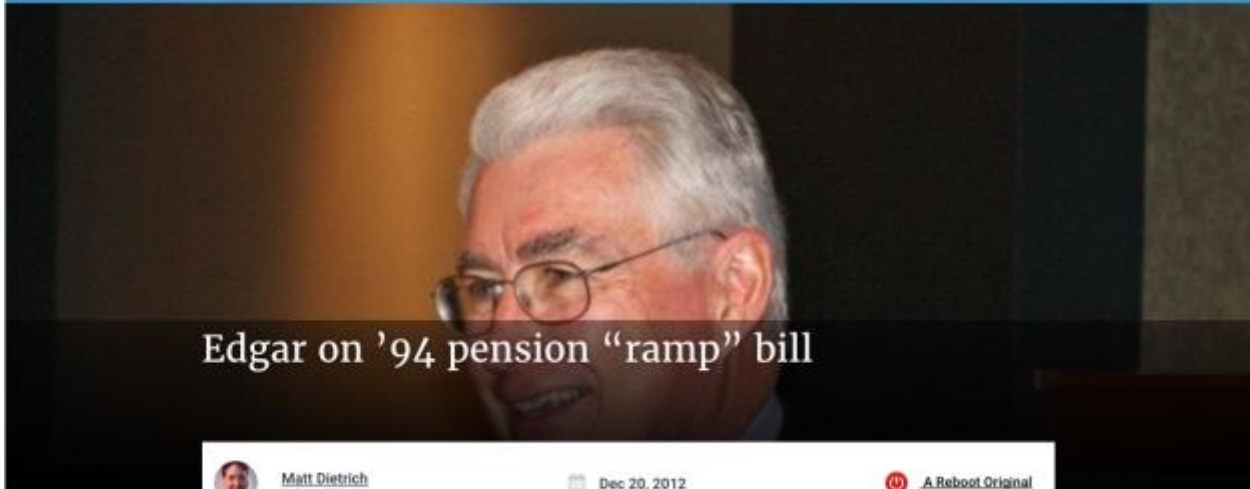 Edgar on ’94 pension “ramp” bill
Matt Dietrich
Dec 20, 2012
A Reboot Original